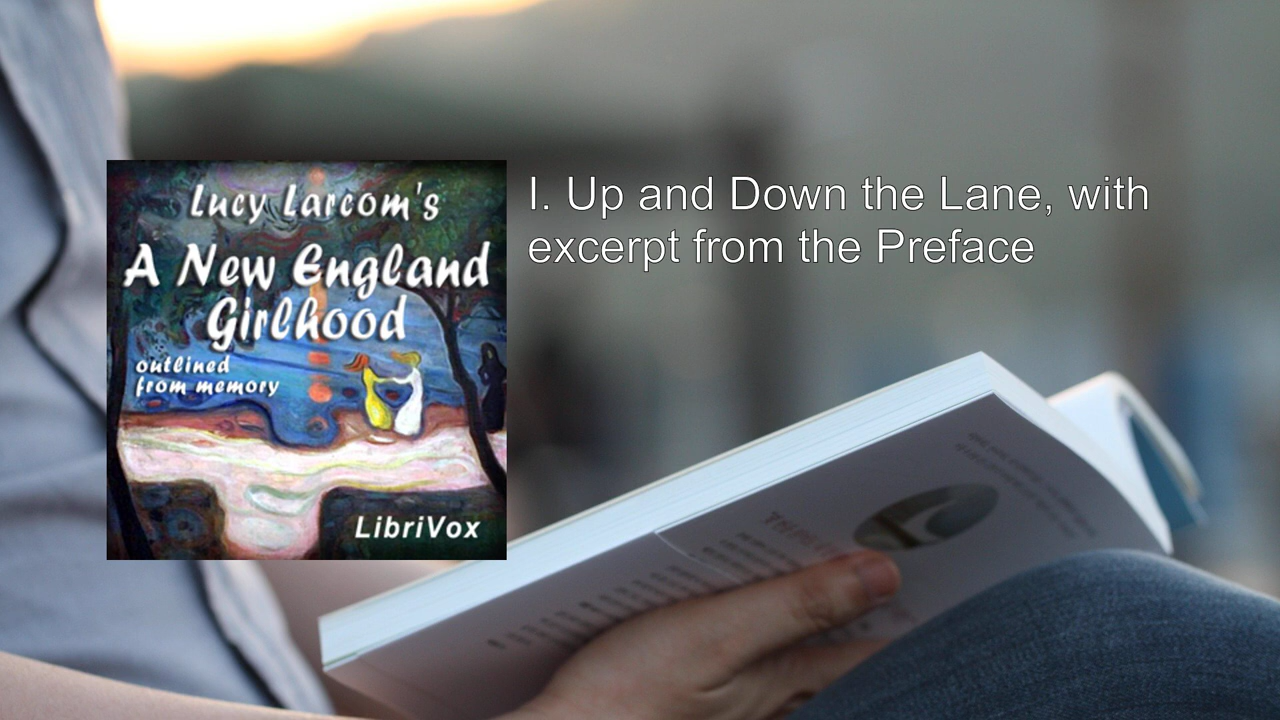 Lucy Larcom's
A New England
Girlhood
outlined
from memory
LibriVox
I. Up and Down the Lane, with
excerpt from the Preface